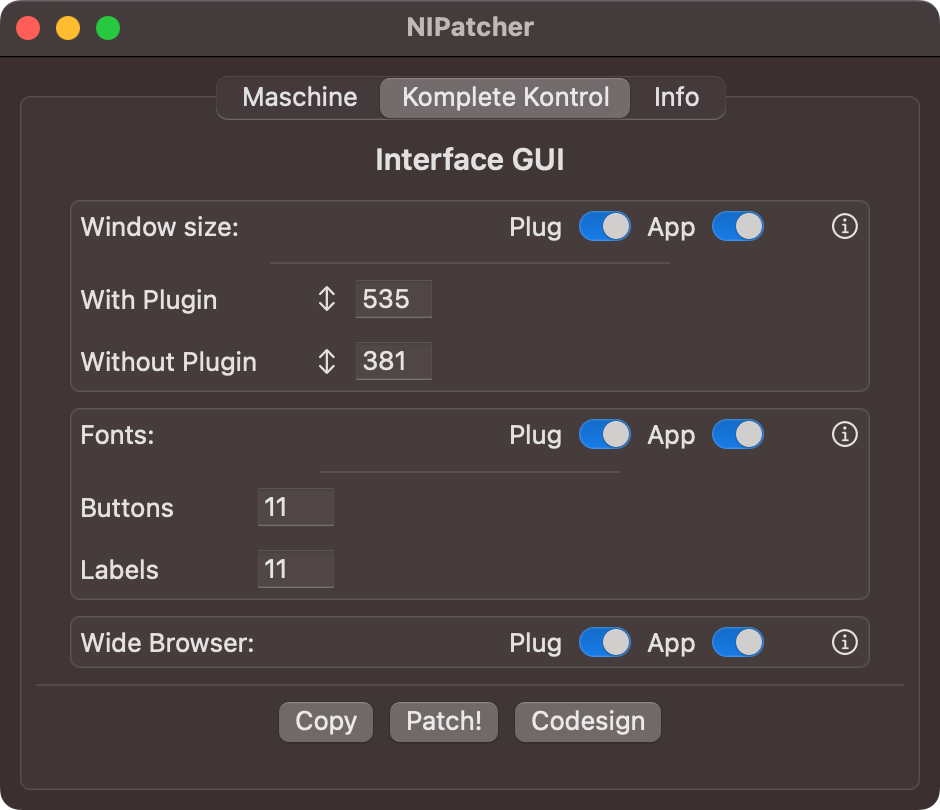 NIPatcher
Maschine Komplete Kontrol Info
Interface GUI
Window size: Plug App
With Plugin 535
Without Plugin 381
Fonts: Plug App
Buttons 11
Labels 11
Wide Browser: Plug App
Copy Patch! Codesign